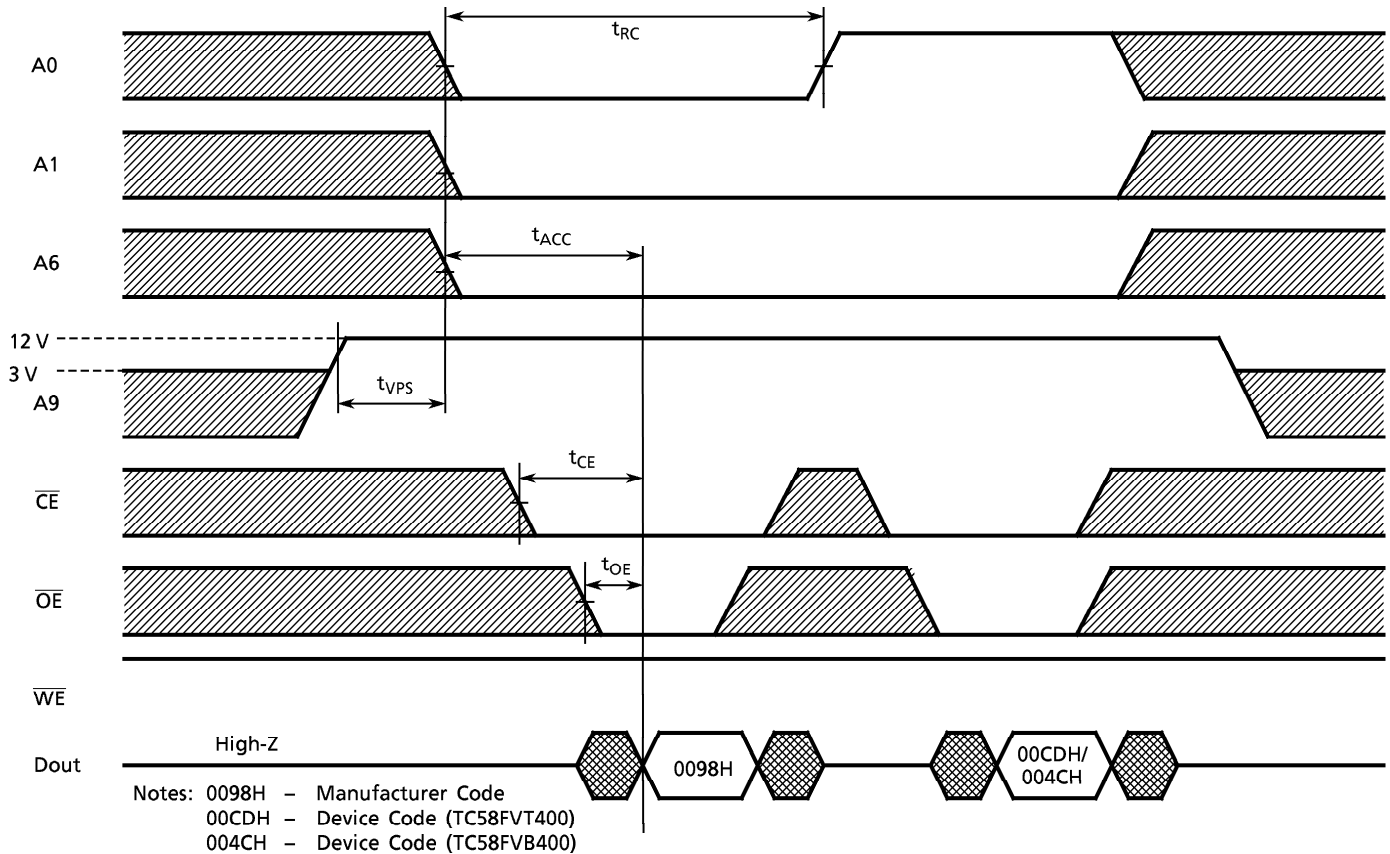 tRC
A0
A1
tACC
A6
12 V
3 V
tVPS
A9
tCE
CE
tOE
OE
WE
High-Z
Dout
0098H
00CDH/
004CH
Notes: 0098H – Manufacturer Code
00CDH – Device Code (TC58FVT400)
004CH – Device Code (TC58FVB400)